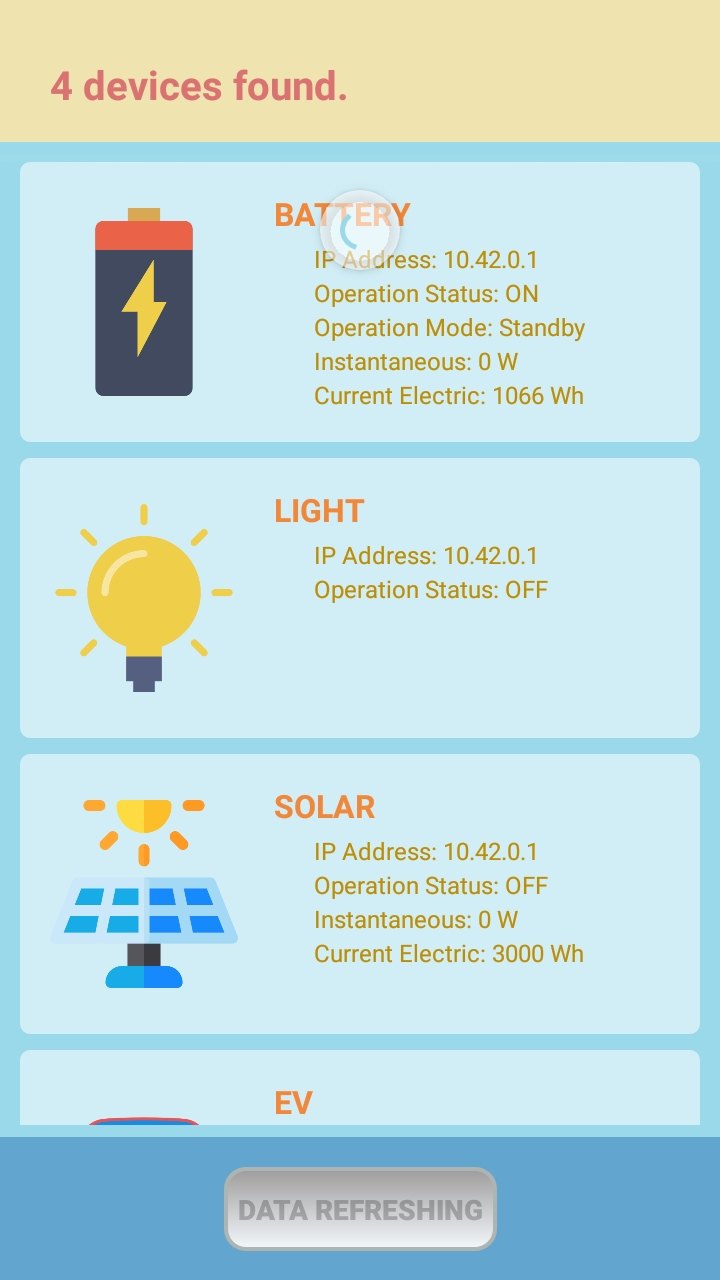 4 devices found.
BATTERY
IP Address: 10.42.0.1
Operation Status: ON
Operation Mode: Standby
Instantaneous: 0 W
Current Electric: 1066 Wh
LIGHT
IP Address: 10.42.0.1
Operation Status: OFF
SOLAR
IP Address: 10.42.0.1
Operation Status: OFF
Instantaneous: 0 W
Current Electric: 3000 Wh
EV
DATA REFRESHING